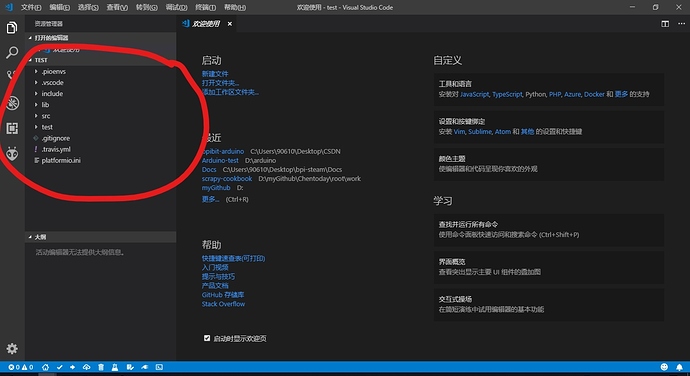 文件(F) 编辑(E) 选择(S) 查看(V) 转到(G) 调试(D) 终端(T) 帮助(H)
欢迎使用 - test - Visual Studio Code
资源管理器
打开的编辑器
欢迎使用
TEST
.pioenvs
.vscode
include
lib
src
test
.gitignore
.travis.yml
platformio.ini
大纲
活动编辑器无法提供大纲信息。
欢迎使用
启动
新建文件
打开文件夹...
添加工作区文件夹...
最近
bpibit-arduino C:\Users\90610\Desktop\CSDN
Arduino-test D:\arduino
Docs C:\Users\90610\Desktop\bpi-steam\Docs
scrapy-cookbook D:\myGithub\Chentoday\root\work
myGithub D:
更多... (Ctrl+R)
帮助
快捷键速查表(可打印)
入门视频
提示与技巧
产品文档
GitHub 存储库
Stack Overflow
启动时显示欢迎页
自定义
工具和语言
安装对 JavaScript, TypeScript, Python, PHP, Azure, Docker 和 更多 的支持
设置和按键绑定
安装 Vim, Sublime, Atom 和 其他 的设置和快捷键
颜色主题
使编辑器和代码呈现你喜欢的外观
学习
查找并运行所有命令
使用命令面板快速访问和搜索命令 (Ctrl+Shift+P)
界面概览
查看突出显示主要 UI 组件的叠加图
交互式操场
在简短演练中试用编辑器的基本功能
0 0